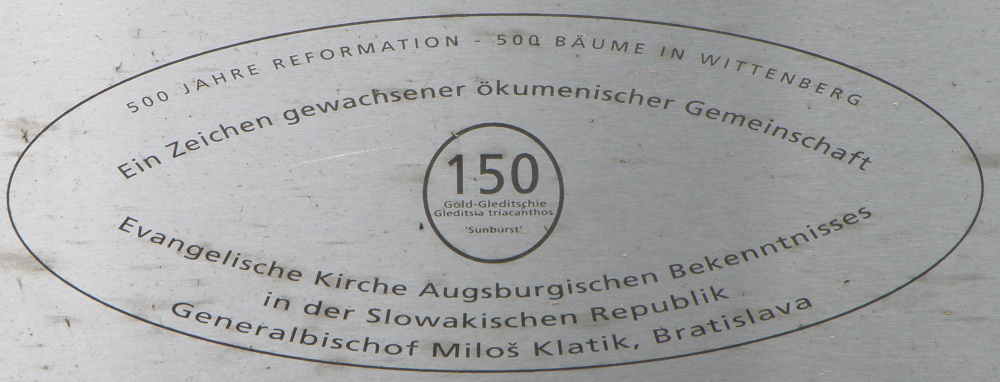 500 JAHRE REFORMATION - 500 BÄUME IN WITTENBERG
Ein Zeichen gewachsener ökumenischer Gemeinschaft
150
Gold-Gleditschie
Gleditsia triacanthos
'Sunburst'
Evangelische Kirche Augsburgischen Bekenntnisses
in der Slowakischen Republik
Generalbischof Miloš Klatik, Bratislava